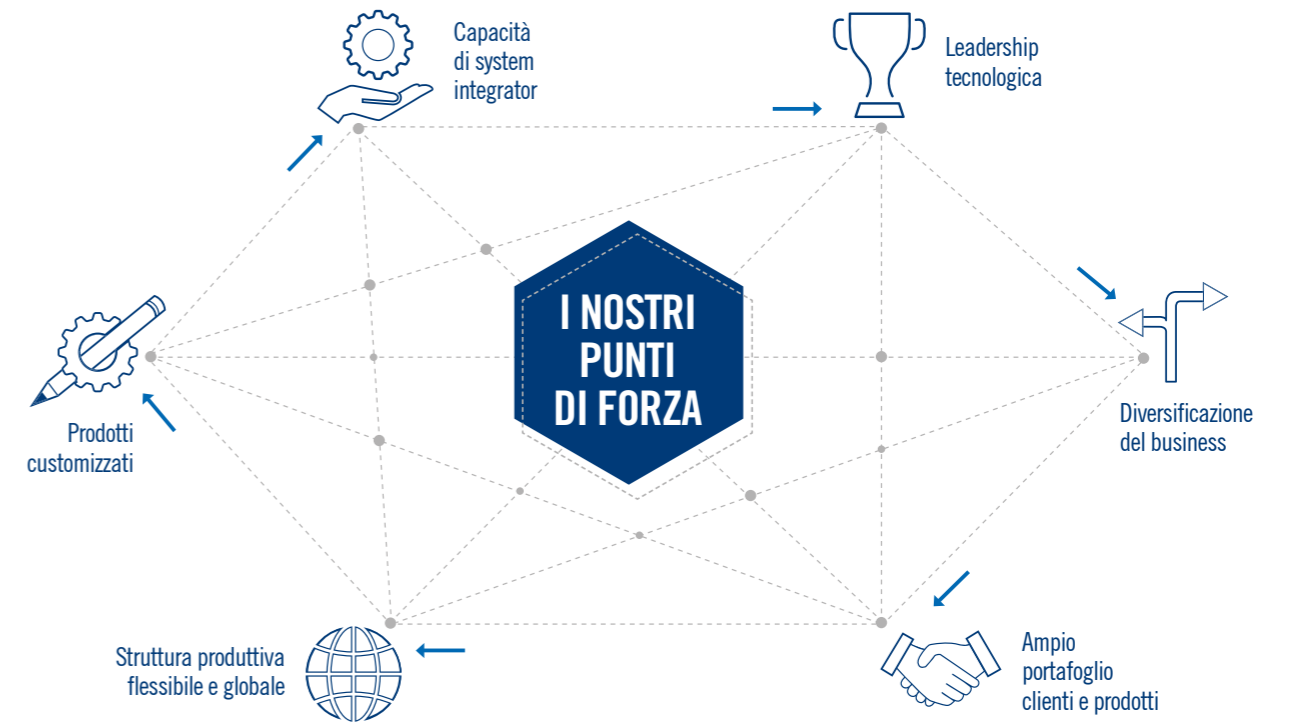 Capacità
di system
integrator
Leadership
tecnologica
I NOSTRI
PUNTI
DI FORZA
Prodotti
customizzati
Diversificazione
del business
Struttura produttiva
flessibile e globale
Ampio
portafoglio
clienti e prodotti